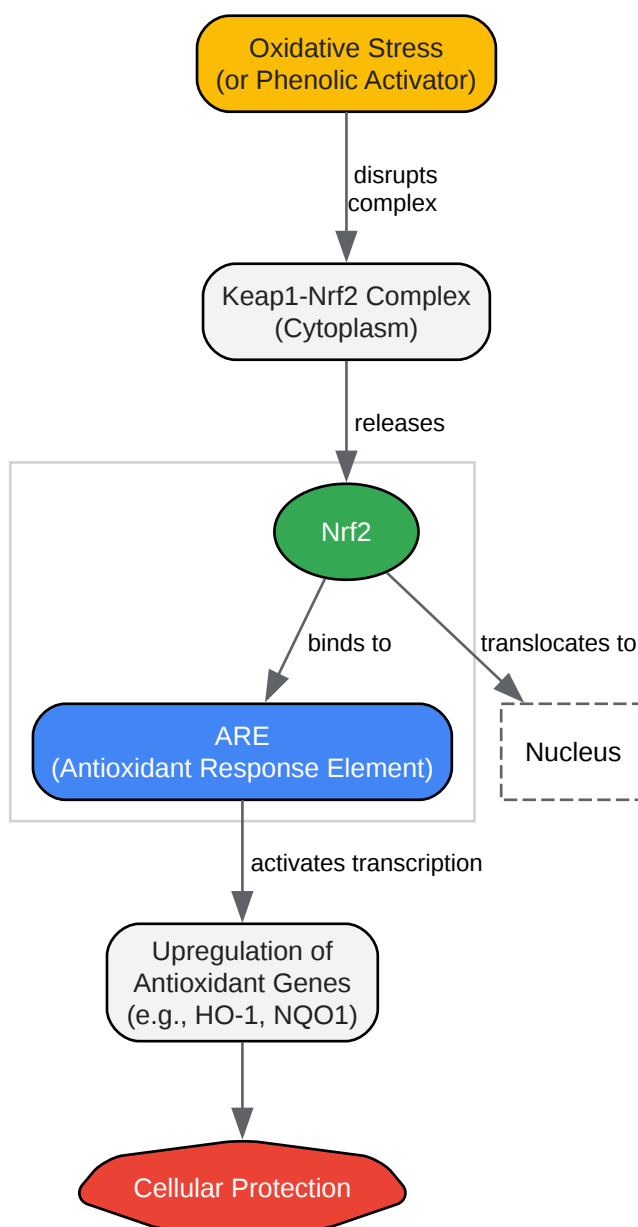 Oxidative Stress
(or Phenolic Activator)
disrupts
complex
Keap1-Nrf2 Complex
(Cytoplasm)
releases
Nrf2
binds to
translocates to
ARE
(Antioxidant Response Element)
Nucleus
activates transcription
Upregulation of
Antioxidant Genes
(e.g., HO-1, NQO1)
Cellular Protection